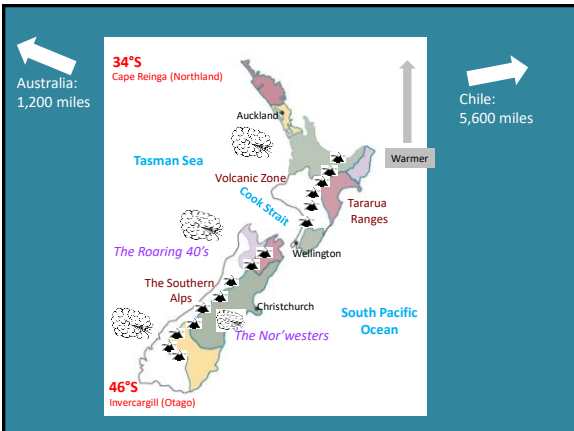 Australia:
1,200 miles
34°S
Cape Reinga (Northland)
Auckland
Chile:
5,600 miles
Tasman Sea
Warmer
Volcanic Zone
Cook Strait
Tararua
Ranges
The Roaring 40's
Wellington
The Southern
Alps
Christchurch
South Pacific
Ocean
The Nor'westers
46°S
Invercargill (Otago)